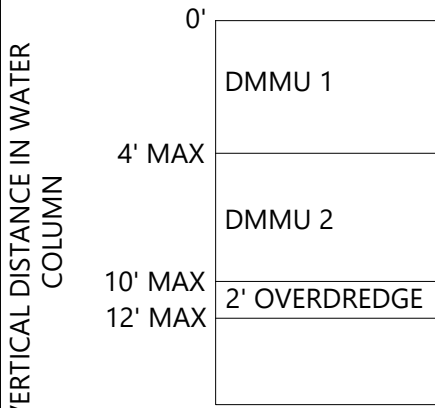 0'
DMMU 1
4' MAX
DMMU 2
10' MAX
2' OVERDREDGE
12' MAX
VERTICAL DISTANCE IN WATER
COLUMN